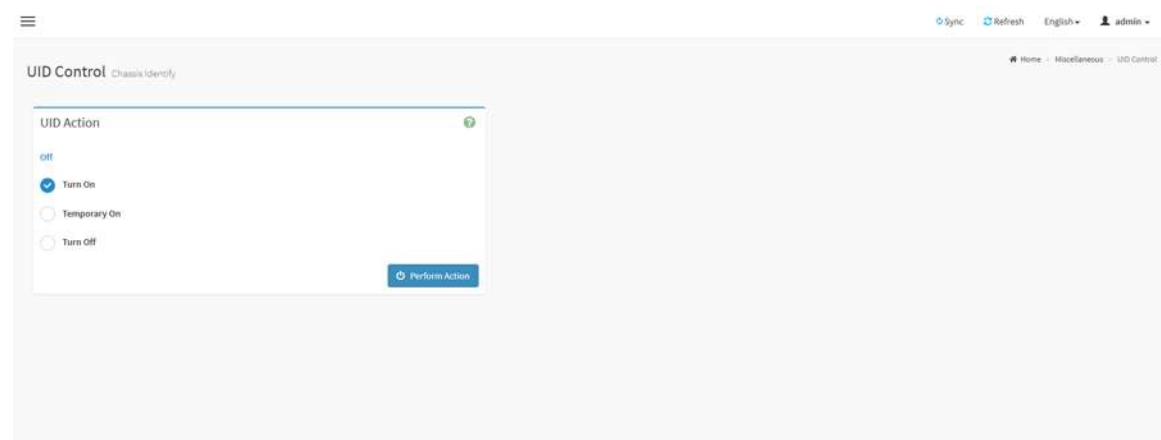 Sync Refresh English admin
UID Control Chassis Identify
Home Miscellaneous UID Control
UID Action
Off
Turn On
Temporary On
Turn Off
Perform Action